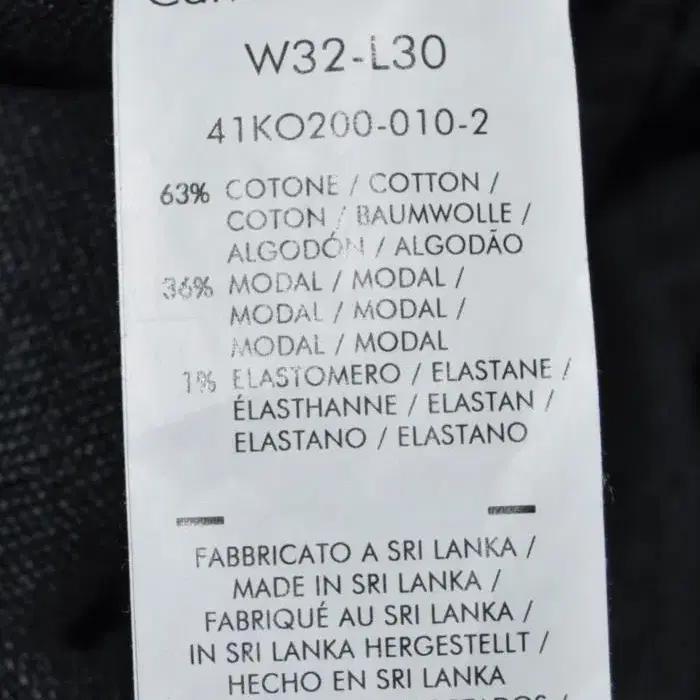 W32-L30
41KO200-010-2
63% COTONE / COTTON /
COTON / BAUMWOLLE /
ALGODÓN / ALGODÃO
36% MODAL / MODAL /
MODAL / MODAL /
MODAL / MODAL
1% ELASTOMERO / ELASTANE /
ÉLASTHANNE / ELASTAN /
ELASTANO / ELASTANO
FABBRICATO A SRI LANKA /
MADE IN SRI LANKA /
FABRIQUÉ AU SRI LANKA /
IN SRI LANKA HERGESTELLT /
HECHO EN SRI LANKA